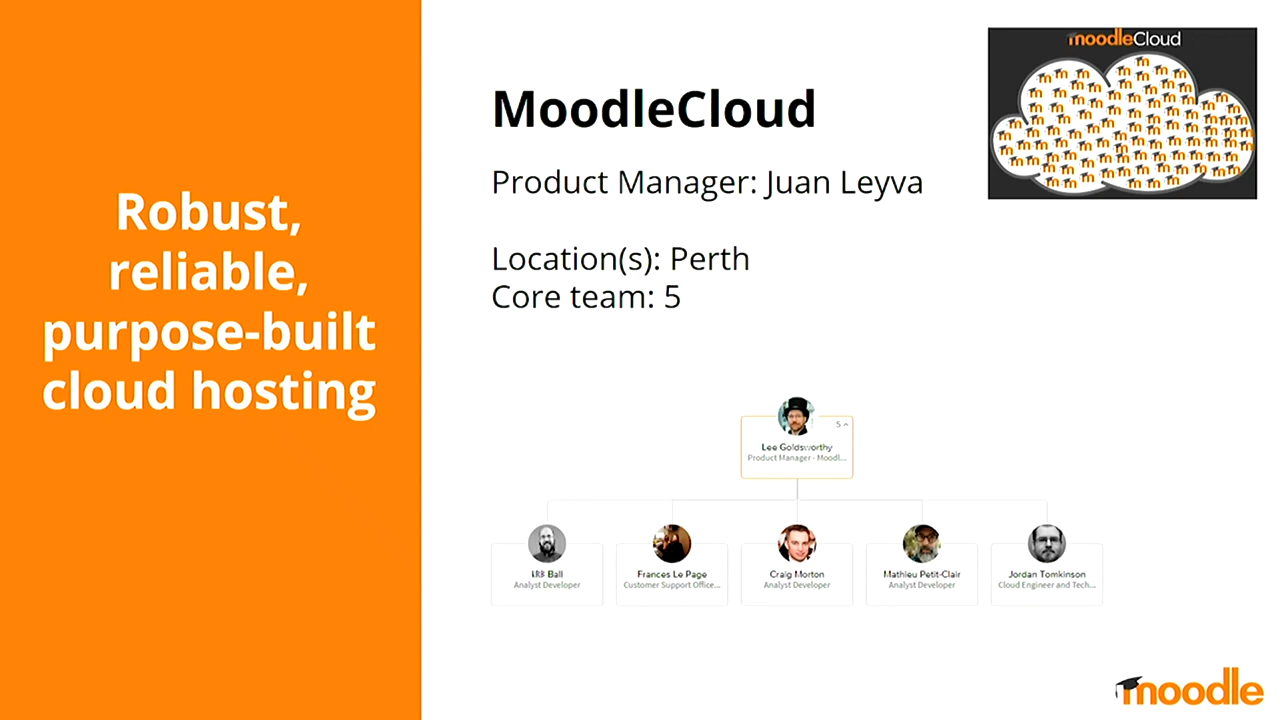 Robust,
reliable,
purpose-built
cloud hosting
MoodleCloud
Product Manager: Juan Leyva
Location(s): Perth
Core team: 5
moodleCloud
5
Lee Goldsworthy
Product Manager - Moodl...
Ball
Analyst Developer
Frances Le Page
Customer Support Office...
Craig Morton
Analyst Developer
Mathieu Petit-Clair
Analyst Developer
Jordan Tomkinson
Cloud Engineer and Tech...
moodle